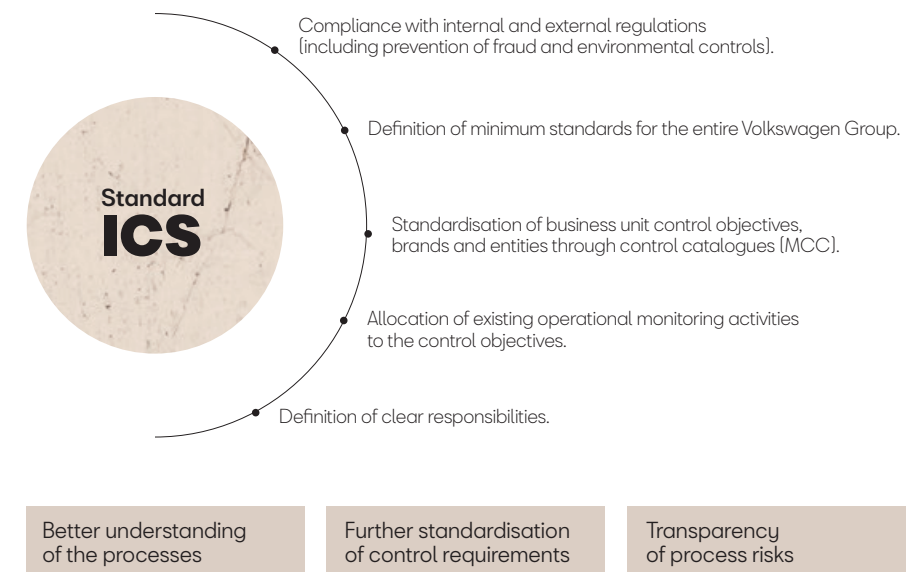 Compliance with internal and external regulations
(including prevention of fraud and environmental controls).
Definition of minimum standards for the entire Volkswagen Group.
Standard
ICS
Standardisation of business unit control objectives,
brands and entities through control catalogues (MCC).
Allocation of existing operational monitoring activities
to the control objectives.
Definition of clear responsibilities.
Better understanding
of the processes
Further standardisation
of control requirements
Transparency
of process risks